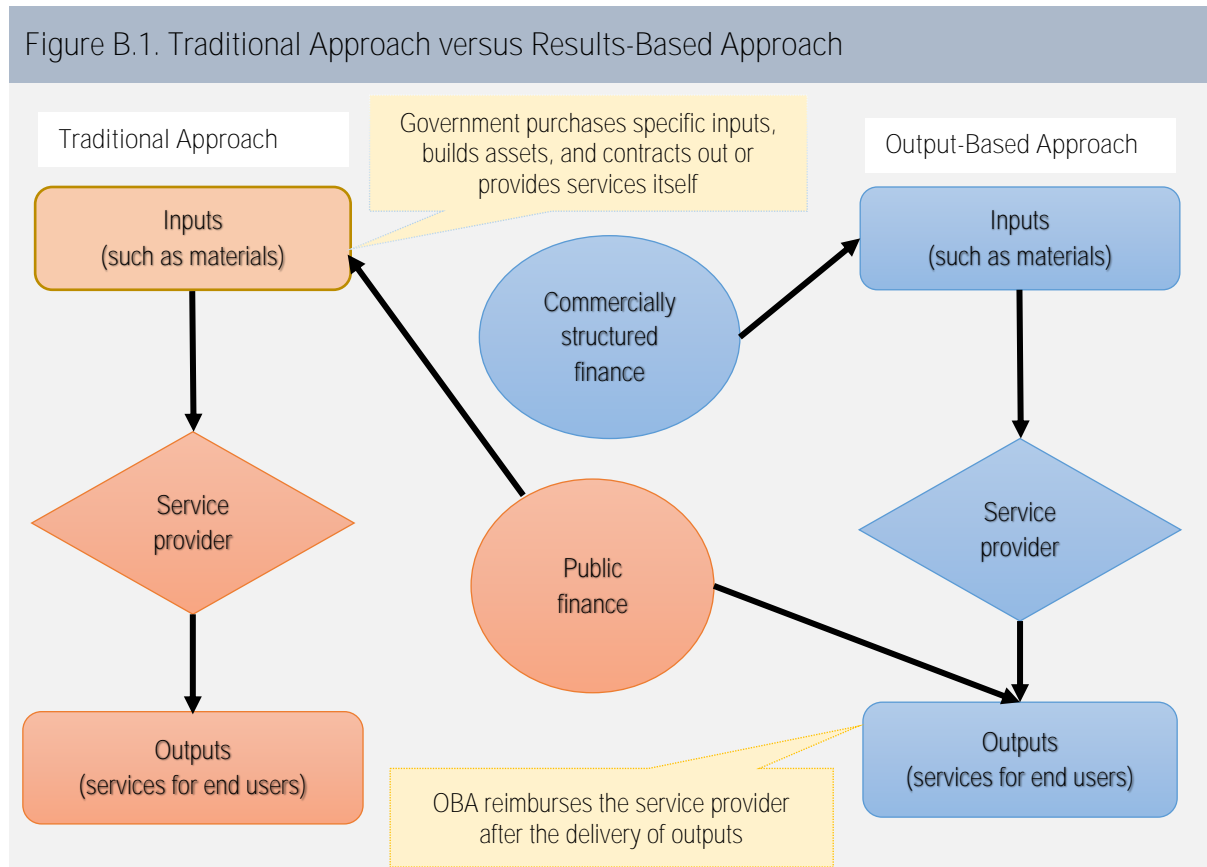 Figure B.1. Traditional Approach versus Results-Based Approach
Traditional Approach
Government purchases specific inputs,
builds assets, and contracts out or
provides services itself
Output-Based Approach
Inputs
(such as materials)
Commercially
structured
finance
Inputs
(such as materials)
Service
provider
Public
finance
Service
provider
Outputs
(services for end users)
OBA reimburses the service provider
after the delivery of outputs
Outputs
(services for end users)